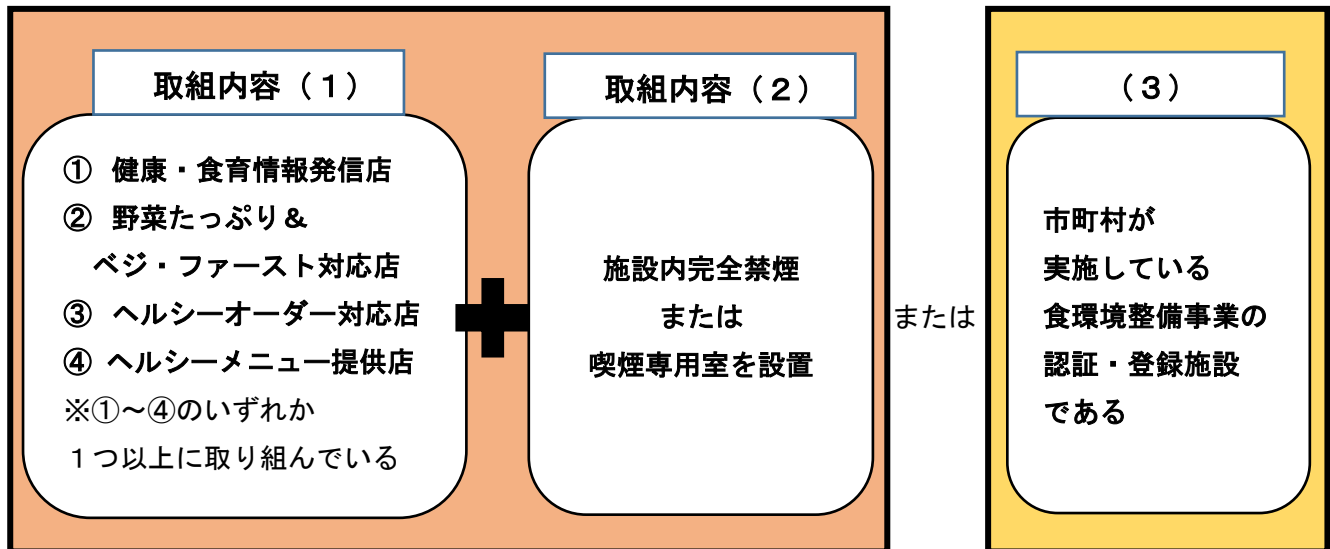 取組内容（１）
① 健康・食育情報発信店
② 野菜たっぷり＆
ベジ・ファースト対応店
③ ヘルシーオーダー対応店
④ ヘルシーメニュー提供店
※①～④のいずれか
１つ以上に取り組んでいる
取組内容（２）
施設内完全禁煙
または
喫煙専用室を設置
または
（３）
市町村が
実施している
食環境整備事業の
認証・登録施設
である